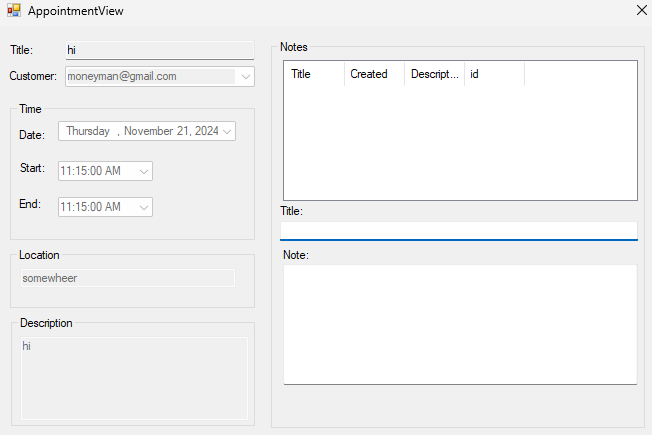 AppointmentView
Title: hi
Customer: moneyman@gmail.com
Time
Date: Thursday , November 21, 2024
Start: 11:15:00 AM
End: 11:15:00 AM
Location
somewheer
Description
hi
Notes
Title Created Descript... id
Title:
Note: